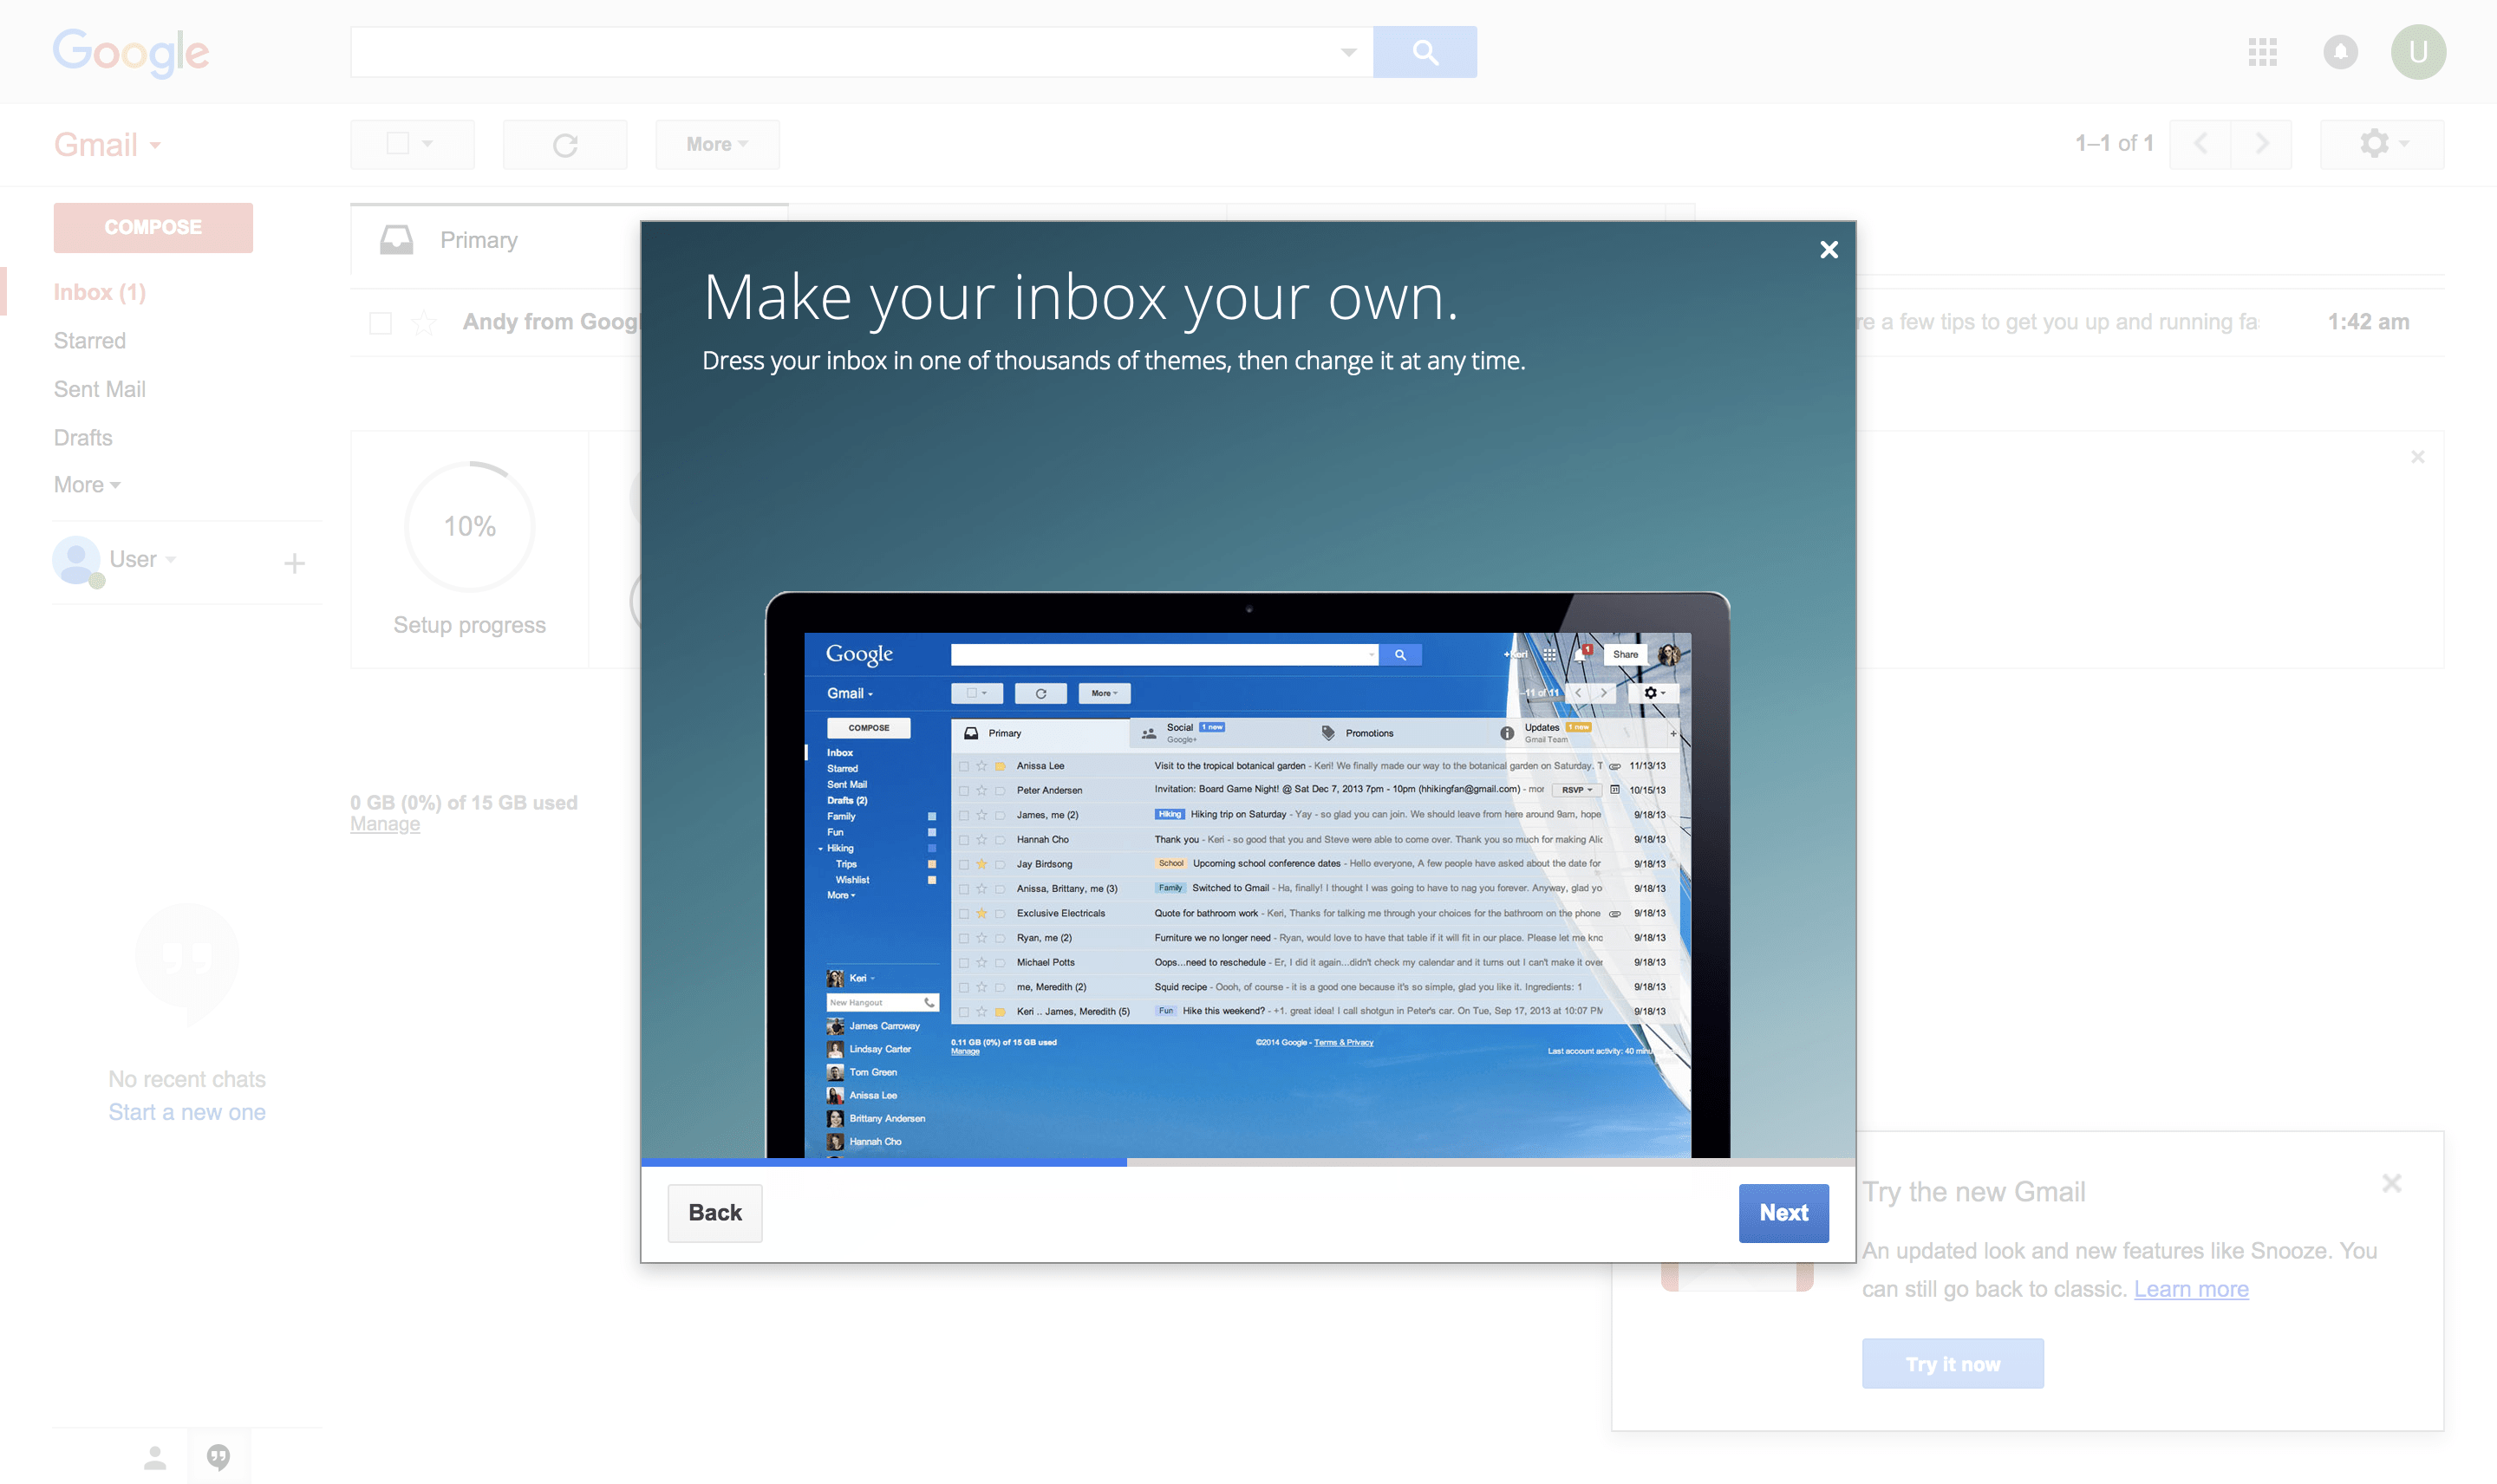 Google
U
Gmail
More
1–1 of 1
COMPOSE
Inbox (1)
Starred
Sent Mail
Drafts
More
User
Primary
Andy from Googl
re a few tips to get you up and running fa
1:42 am
10%
Setup progress
0 GB (0%) of 15 GB used
Manage
No recent chats
Start a new one
Make your inbox your own.
Dress your inbox in one of thousands of themes, then change it at any time.
Google
+Keri
1
Share
Gmail
More
–11 of 11
COMPOSE
Inbox
Starred
Sent Mail
Drafts (2)
Family
Fun
Hiking
Trips
Wishlist
More
Primary
Social 1 new
Google+
Promotions
Updates 1 new
Gmail Team
Anissa Lee Visit to the tropical botanical garden - Keri! We finally made our way to the botanical garden on Saturday. T 11/13/13
Peter Andersen Invitation: Board Game Night! @ Sat Dec 7, 2013 7pm - 10pm (hhikingfan@gmail.com) - mor RSVP 31 10/15/13
James, me (2) Hiking Hiking trip on Saturday - Yay - so glad you can join. We should leave from here around 9am, hope 9/18/13
Hannah Cho Thank you - Keri - so good that you and Steve were able to come over. Thank you so much for making Alic 9/18/13
Jay Birdsong School Upcoming school conference dates - Hello everyone, A few people have asked about the date for 9/18/13
Anissa, Brittany, me (3) Family Switched to Gmail - Ha, finally! I thought I was going to have to nag you forever. Anyway, glad yo 9/18/13
Exclusive Electricals Quote for bathroom work - Keri, Thanks for talking me through your choices for the bathroom on the phone 9/18/13
Ryan, me (2) Furniture we no longer need - Ryan, would love to have that table if it will fit in our place. Please let me knc 9/18/13
Michael Potts Oops...need to reschedule - Er, I did it again...didn't check my calendar and it turns out I can't make it over 9/18/13
me, Meredith (2) Squid recipe - Oooh, of course - it is a good one because it's so simple, glad you like it. Ingredients: 1 9/18/13
Keri .. James, Meredith (5) Fun Hike this weekend? - +1. great idea! I call shotgun in Peter's car. On Tue, Sep 17, 2013 at 10:07 PM 9/18/13
0.11 GB (0%) of 15 GB used
Manage
©2014 Google - Terms & Privacy
Last account activity: 40 minu
Keri
New Hangout
James Carroway
Lindsay Carter
Tom Green
Anissa Lee
Brittany Andersen
Hannah Cho
Back
Next
Try the new Gmail
An updated look and new features like Snooze. You
can still go back to classic. Learn more
Try it now